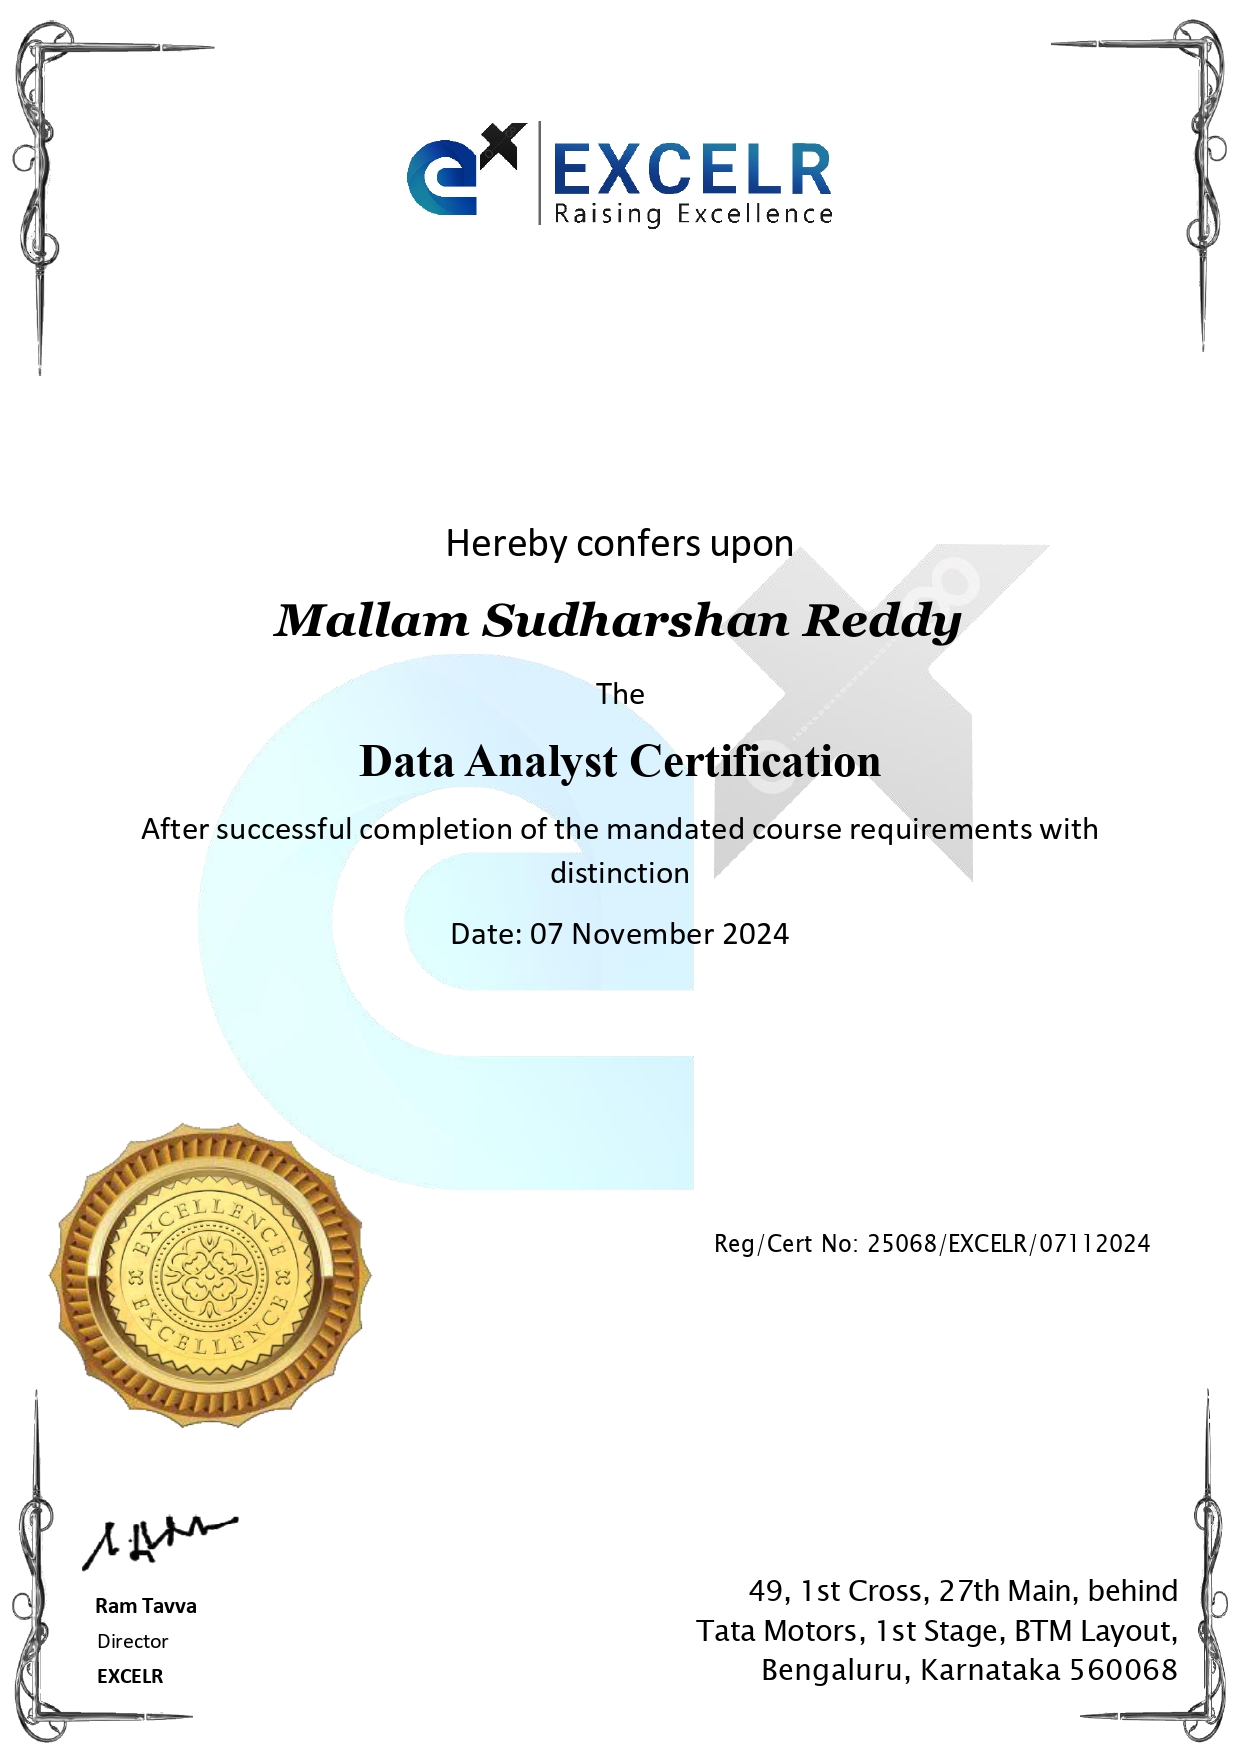 EXCELR
Raising Excellence
Hereby confers upon
Mallam Sudharshan Reddy
The
Data Analyst Certification
After successful completion of the mandated course requirements with
distinction
Date: 07 November 2024
EXCELLENCE
EXCELLENCE
Reg/Cert No: 25068/EXCELR/07112024
Ram Tavva
Director
EXCELR
49, 1st Cross, 27th Main, behind
Tata Motors, 1st Stage, BTM Layout,
Bengaluru, Karnataka 560068